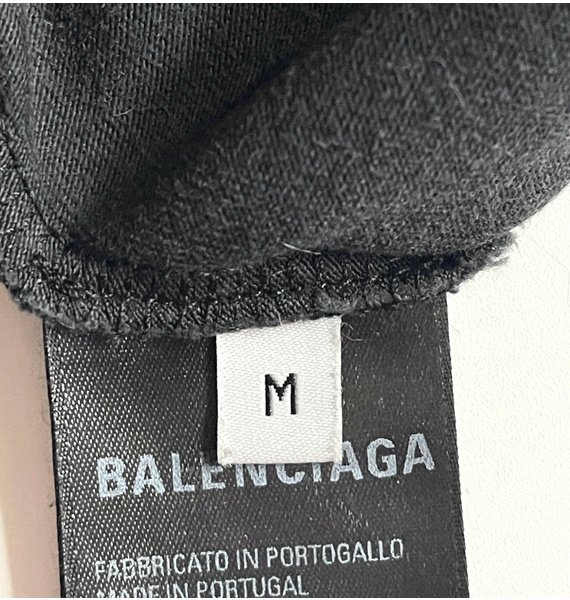 M
BALENCIAGA
FABBRICATO IN PORTOGALLO
MADE IN PORTUGAL